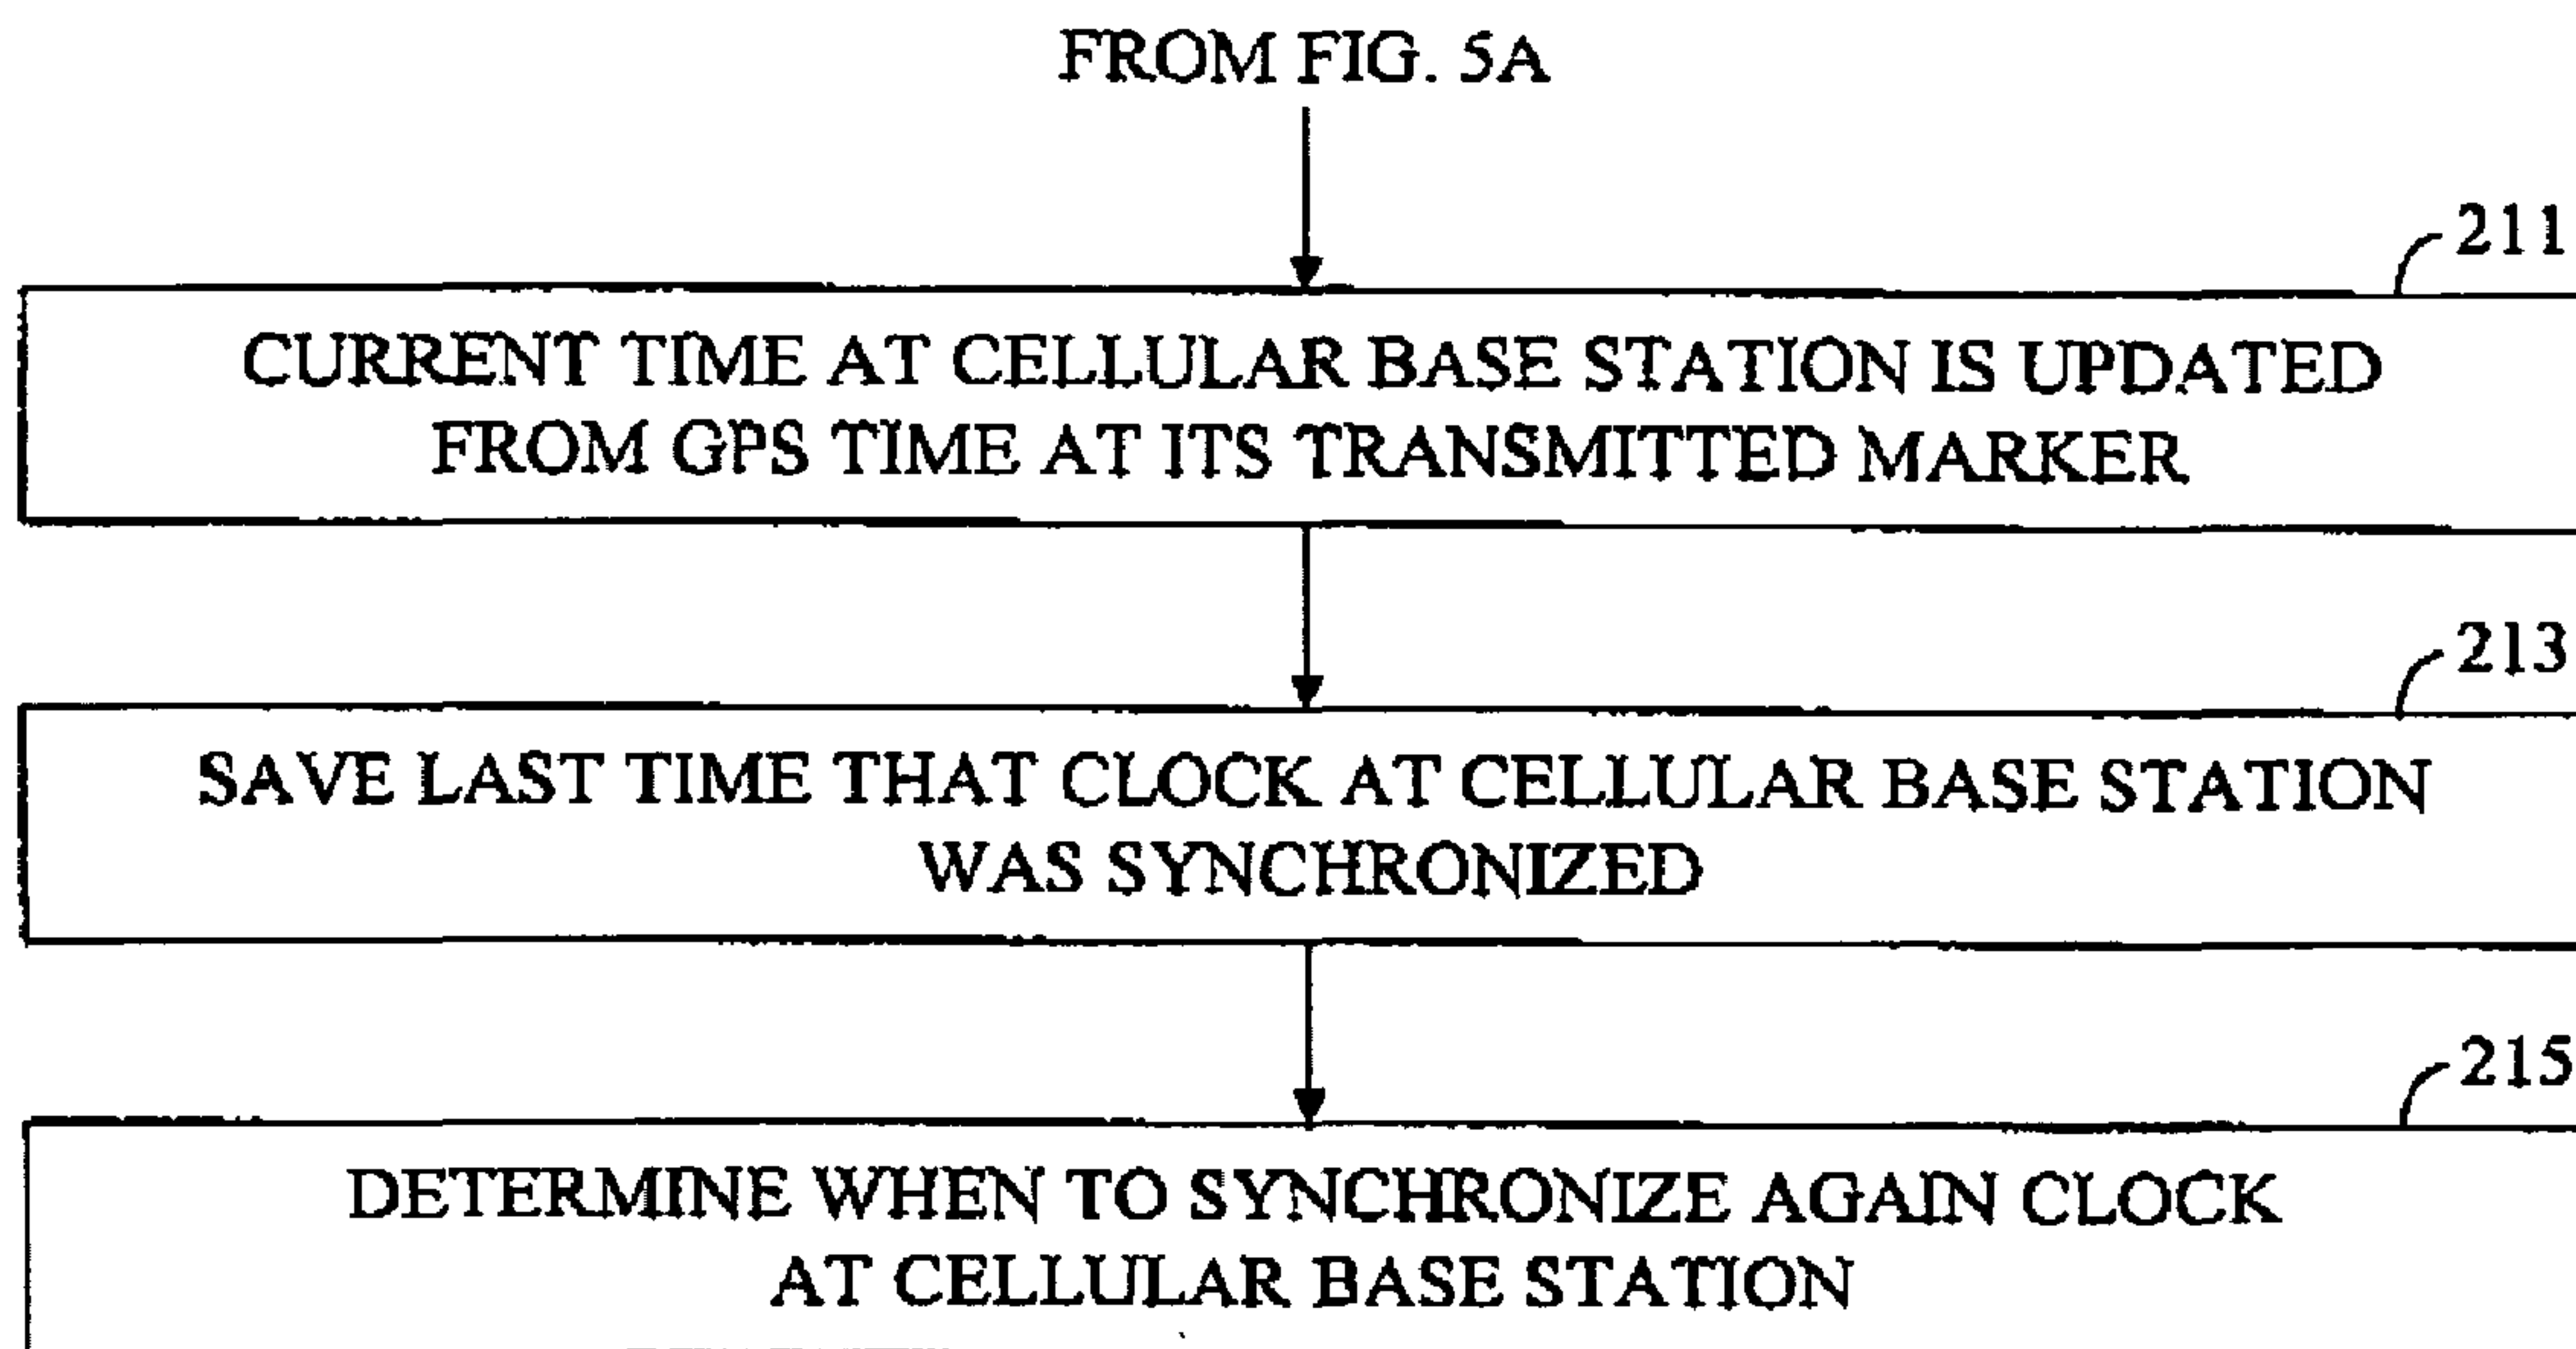 FROM FIG. 5A
211
CURRENT TIME AT CELLULAR BASE STATION IS UPDATED
FROM GPS TIME AT ITS TRANSMITTED MARKER
213
SAVE LAST TIME THAT CLOCK AT CELLULAR BASE STATION
WAS SYNCHRONIZED
215
DETERMINE WHEN TO SYNCHRONIZE AGAIN CLOCK
AT CELLULAR BASE STATION